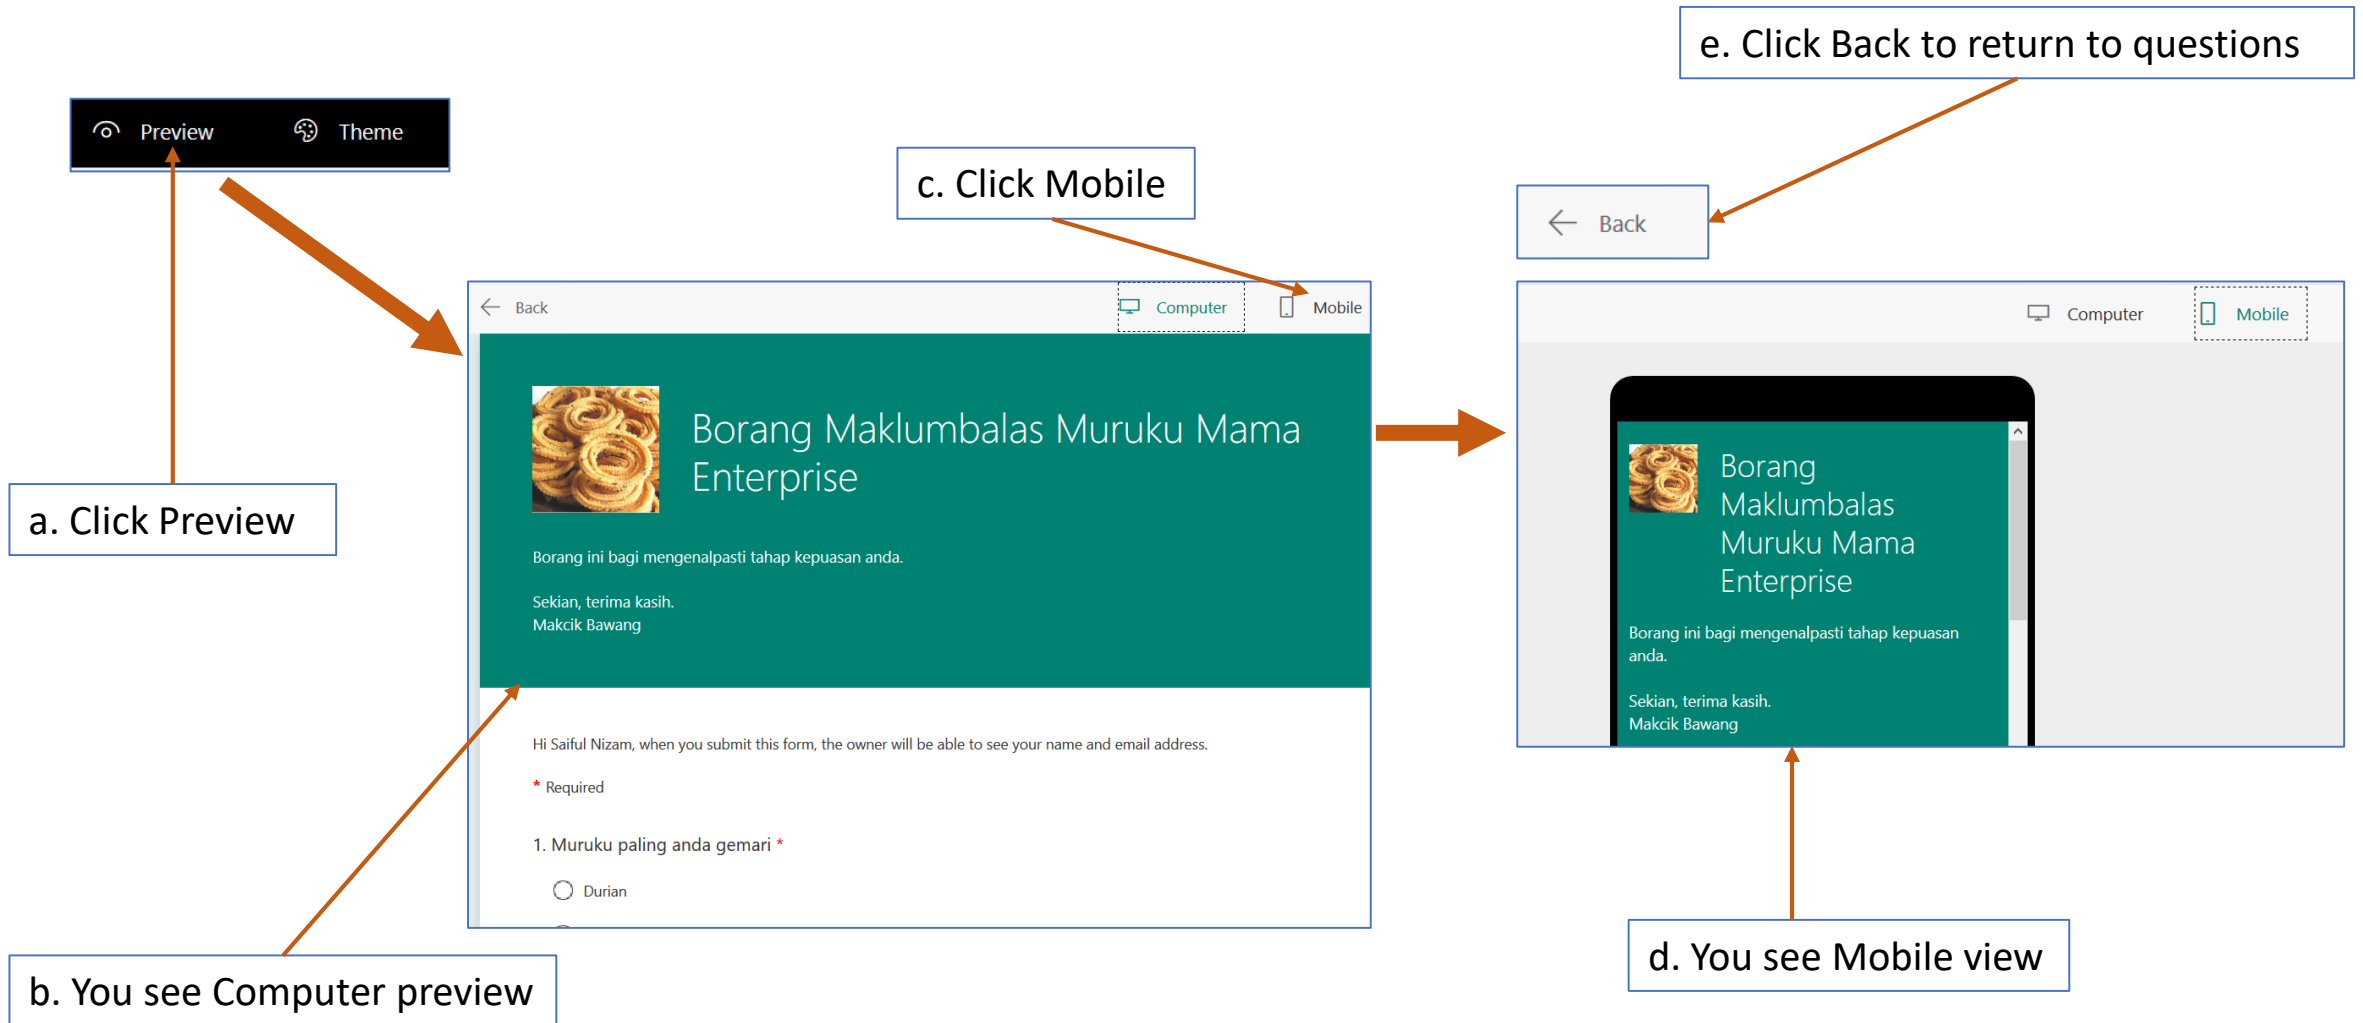 e. Click Back to return to questions
Preview
Theme
c. Click Mobile
Back
a. Click Preview
Back
Computer
Mobile
Borang Maklumbalas Muruku Mama
Enterprise
Borang ini bagi mengenalpasti tahap kepuasan anda.
Sekian, terima kasih.
Makcik Bawang
Hi Saiful Nizam, when you submit this form, the owner will be able to see your name and email address.
* Required
1. Muruku paling anda gemari *
Durian
b. You see Computer preview
Computer
Mobile
Borang
Maklumbalas
Muruku Mama
Enterprise
Borang ini bagi mengenalpasti tahap kepuasan
anda.
Sekian, terima kasih.
Makcik Bawang
d. You see Mobile view